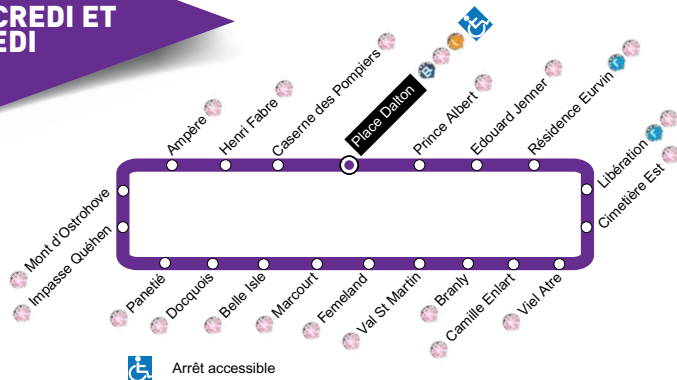 CREDI ET
EDI
Ampère
Henri Fabre
Caserne des Pompiers
Place Dalton
Prince Albert
Edouard Jenner
Résidence Eurvin
Libération
Cimetière Est
Mont d'Ostrohove
Impasse Quéhen
Panetié
Docquois
Belle Isle
Marcourt
Femeland
Val St Martin
Branly
Camille Enlart
Viel Atre
Arrêt accessible